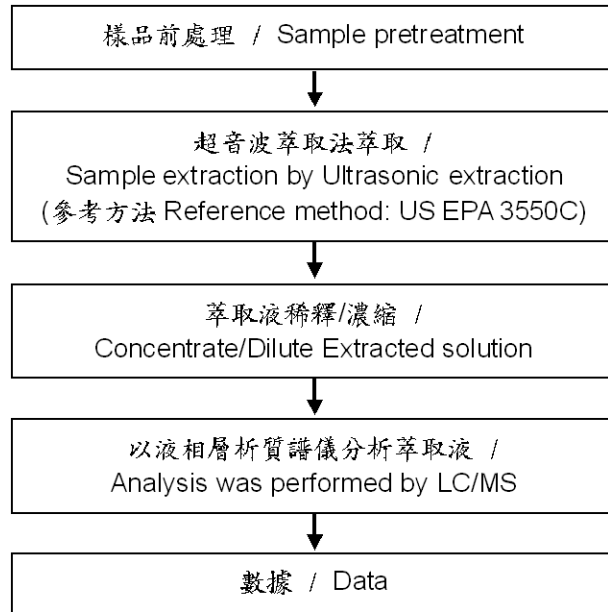 樣品前處理 / Sample pretreatment
超音波萃取法萃取 /
Sample extraction by Ultrasonic extraction
(參考方法 Reference method: US EPA 3550C)
萃取液稀釋/濃縮 /
Concentrate/Dilute Extracted solution
以液相層析質譜儀分析萃取液 /
Analysis was performed by LC/MS
數據 / Data